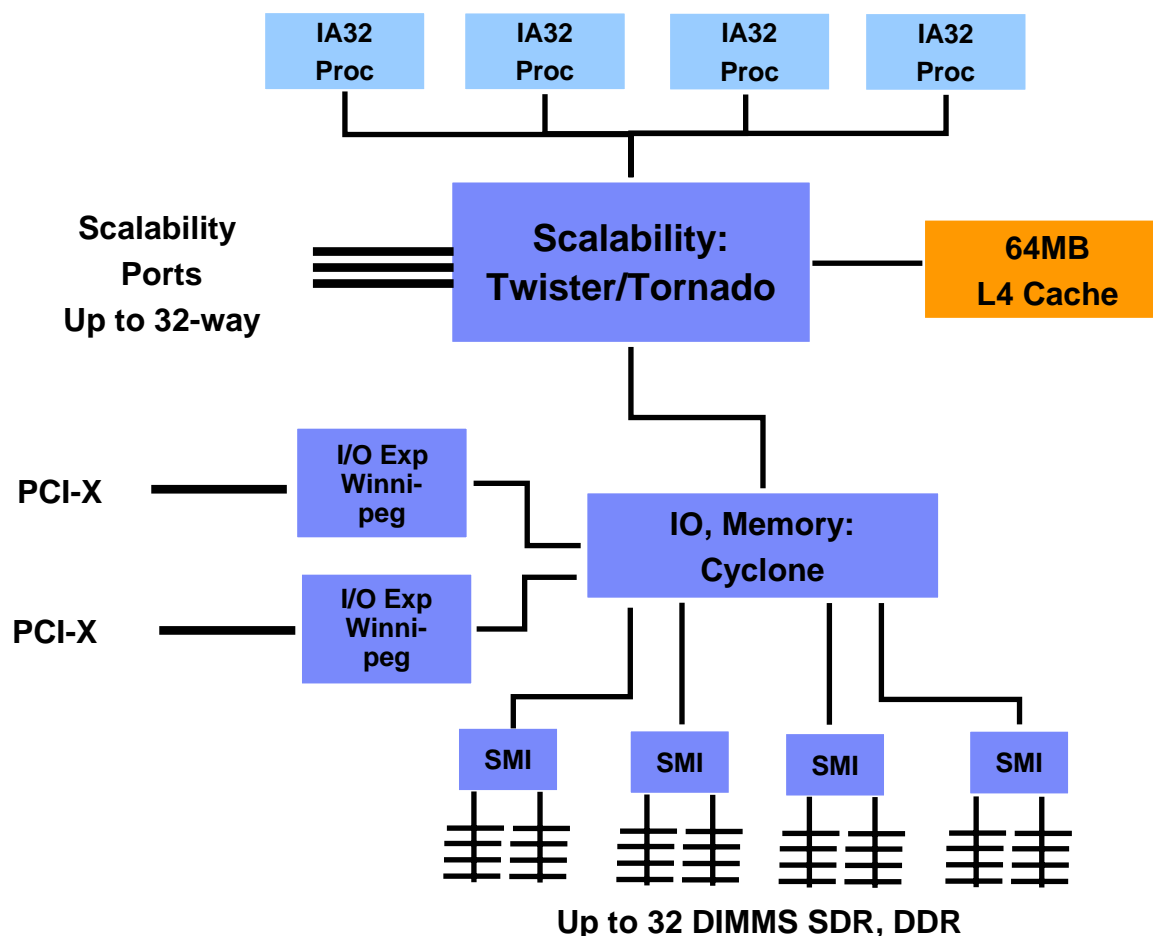 IA32
Proc
IA32
Proc
IA32
Proc
IA32
Proc
Scalability
Ports
Up to 32-way
Scalability:
Twister/Tornado
64MB
L4 Cache
PCI-X
I/O Exp
Winni-
peg
IO, Memory:
Cyclone
PCI-X
I/O Exp
Winni-
peg
SMI
SMI
SMI
SMI
Up to 32 DIMMS SDR, DDR